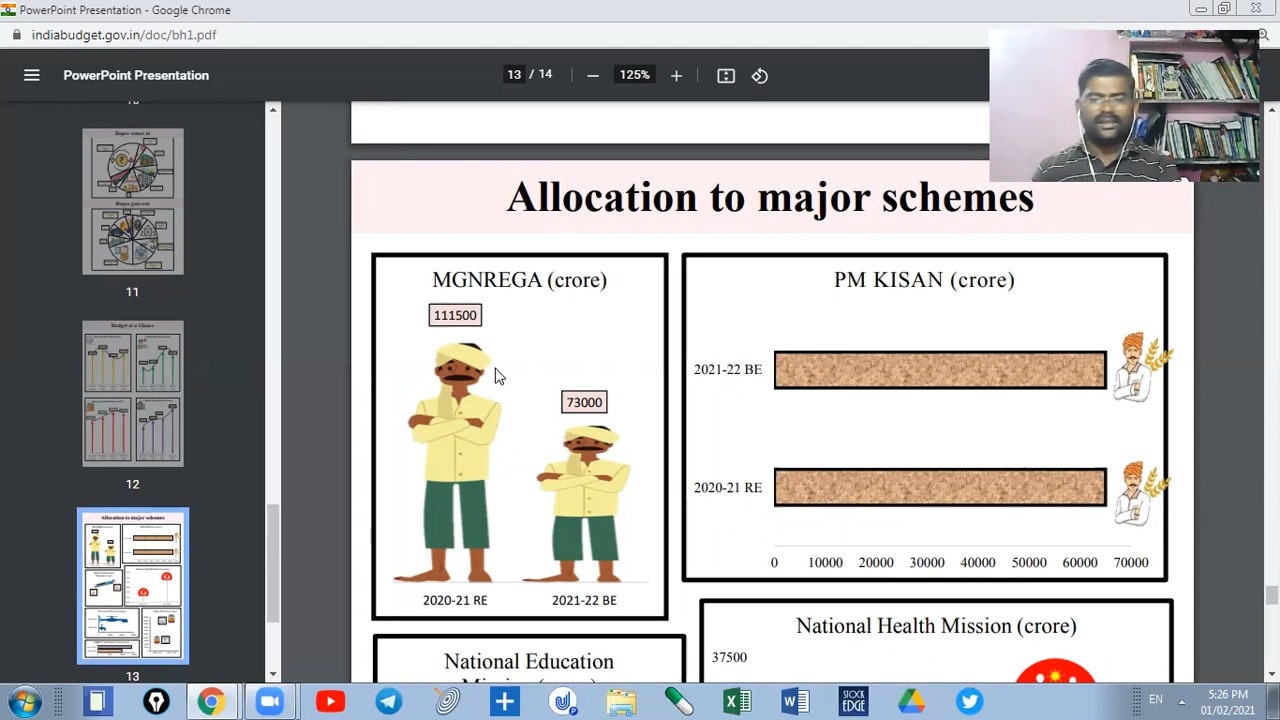 PowerPoint Presentation - Google Chrome
indiabudget.gov.in/doc/bh1.pdf
PowerPoint Presentation
13 / 14
125%
11
12
13
Allocation to major schemes
MGNREGA (crore)
111500
73000
2020-21 RE
2021-22 BE
PM KISAN (crore)
2021-22 BE
2020-21 RE
0 10000 20000 30000 40000 50000 60000 70000
National Education
National Health Mission (crore)
37500
STOCK
EDGE
EN
5:26 PM
01/02/2021